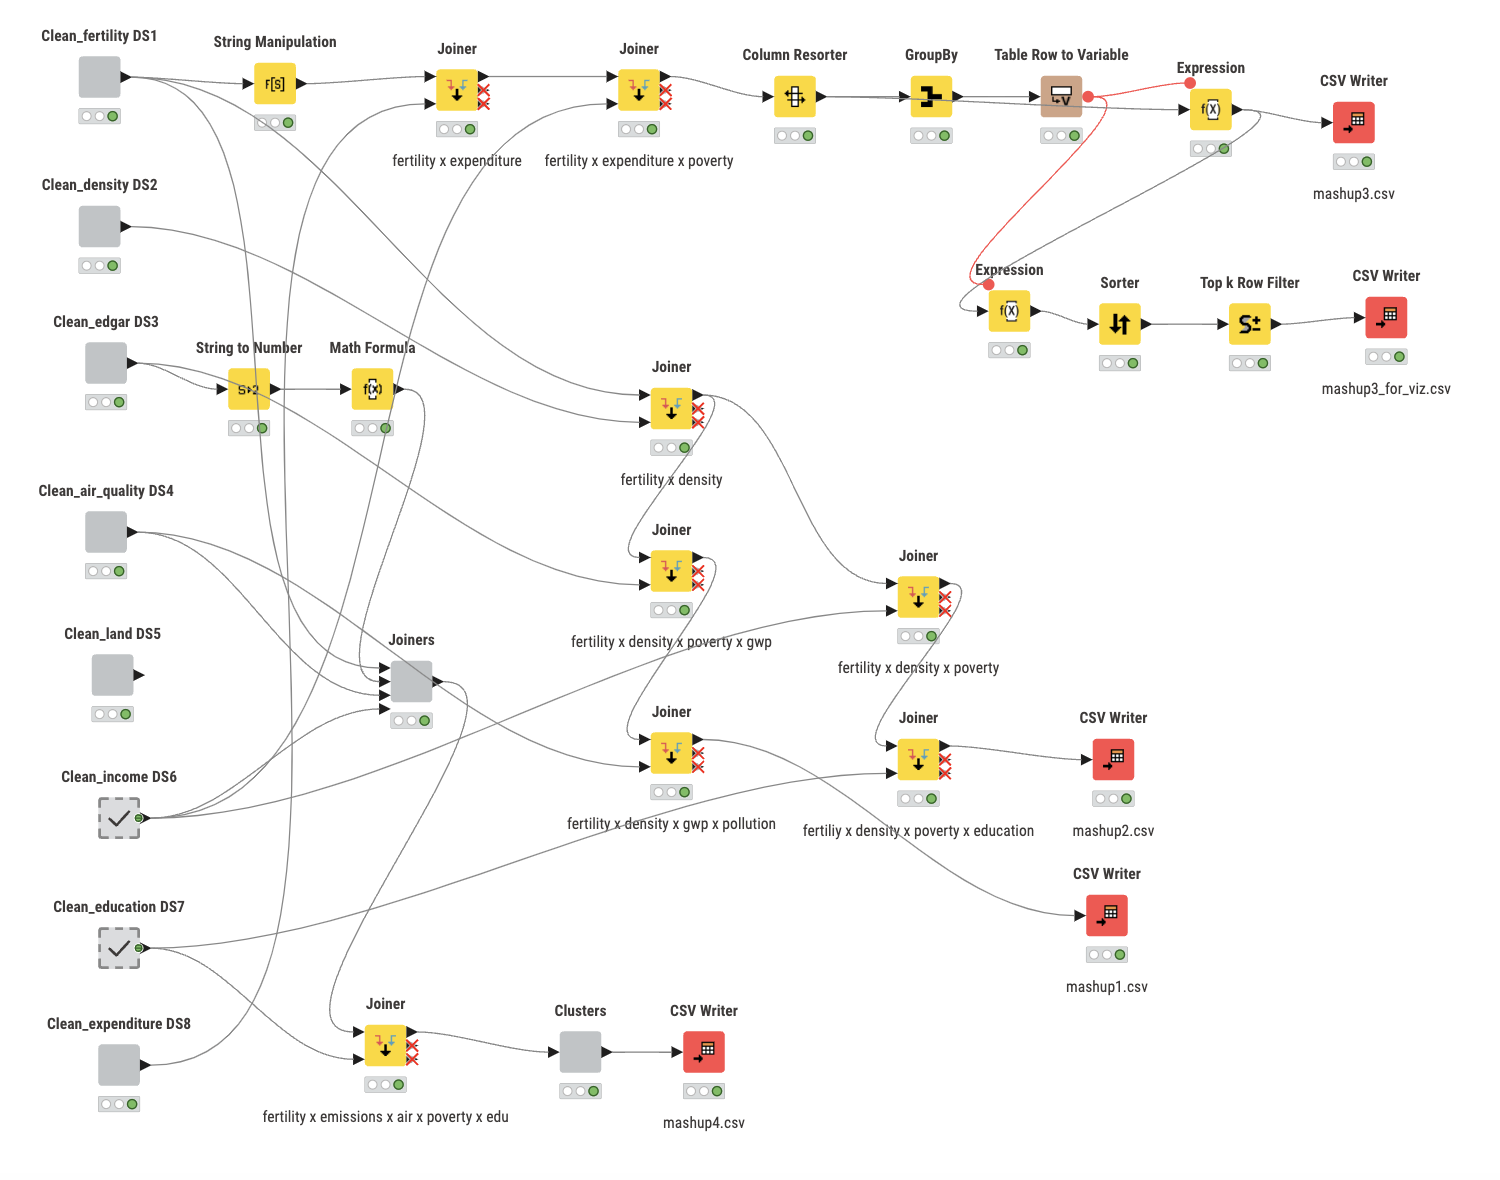 Clean_fertility DS1
String Manipulation
F[S]
Joiner
fertility x expenditure
Joiner
fertility x expenditure x poverty
Column Resorter
GroupBy
Table Row to Variable
V
Expression
f(X)
CSV Writer
mashup3.csv
Clean_density DS2
Expression
f(X)
Sorter
Top k Row Filter
S±
CSV Writer
mashup3_for_viz.csv
Clean_edgar DS3
String to Number
S→2
Math Formula
f(x)
Joiner
fertility x density
Clean_air_quality DS4
Joiner
fertility x density x poverty x gwp
Joiner
fertility x density x poverty
Clean_land DS5
Joiners
Joiner
fertility x density x gwp x pollution
Joiner
fertiliy x density x poverty x education
CSV Writer
mashup2.csv
Clean_income DS6
CSV Writer
mashup1.csv
Clean_education DS7
Clean_expenditure DS8
Joiner
fertility x emissions x air x poverty x edu
Clusters
CSV Writer
mashup4.csv